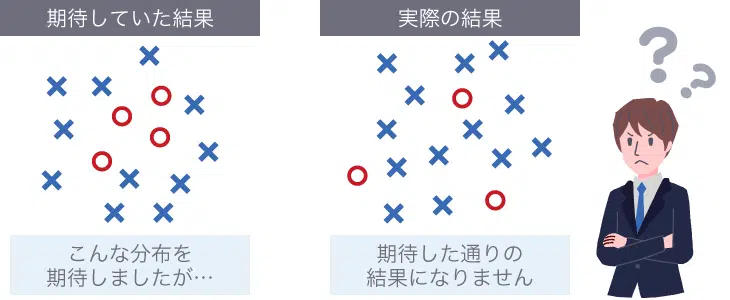 期待していた結果
実際の結果
こんな分布を
期待しましたが…
期待した通りの
結果になりません
??